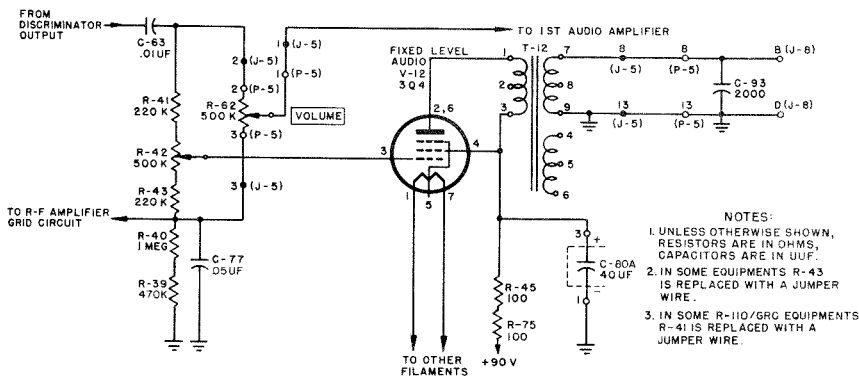 FROM
DISCRIMINATOR
OUTPUT
C-63
.01UF
1 (J-5)
TO 1ST AUDIO AMPLIFIER
2 (J-5)
1 (P-5)
2 (P-5)
R-41
220 K
R-62
500 K
VOLUME
3 (P-5)
R-42
500 K
R-43
220 K
3 (J-5)
TO R-F AMPLIFIER
GRID CIRCUIT
R-40
1 MEG
C-77
.05UF
R-39
470K
FIXED LEVEL
AUDIO
V-12
3Q4
2,6
3
4
1
5
7
TO OTHER
FILAMENTS
T-12
1
2
3
7
8
9
4
5
6
8
(J-5)
8
(P-5)
8 (J-8)
C-93
2000
13
(J-5)
13
(P-5)
D (J-8)
R-45
100
R-75
100
+90 V
3
+
C-80A
40 UF
-
1
NOTES:
1. UNLESS OTHERWISE SHOWN,
RESISTORS ARE IN OHMS,
CAPACITORS ARE IN UUF.
2. IN SOME EQUIPMENTS R-43
IS REPLACED WITH A JUMPER
WIRE.
3. IN SOME R-110/GRC EQUIPMENTS
R-41 IS REPLACED WITH A
JUMPER WIRE.